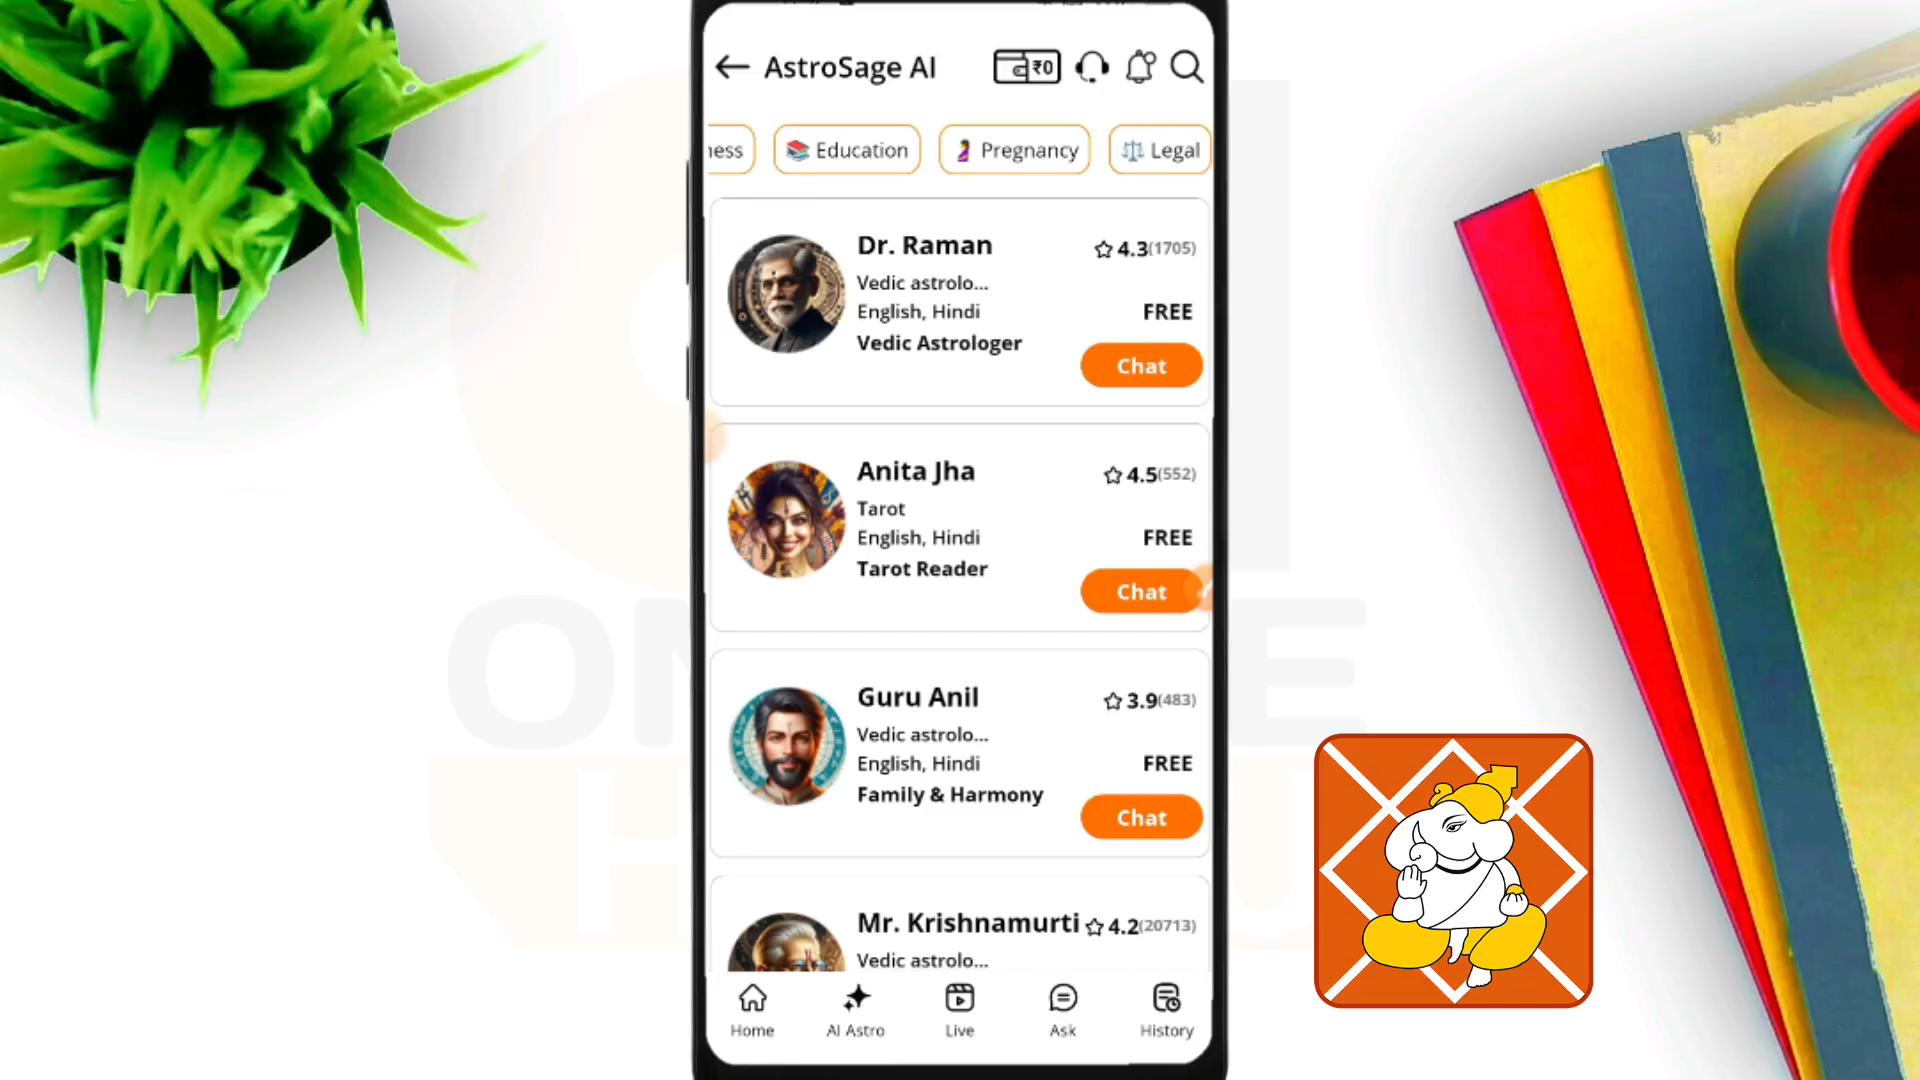 AstroSage AI
₹0
ness
Education
Pregnancy
Legal
Dr. Raman
4.3(1705)
Vedic astrolo...
English, Hindi
FREE
Vedic Astrologer
Chat
Anita Jha
4.5(552)
Tarot
English, Hindi
FREE
Tarot Reader
Chat
Guru Anil
3.9(483)
Vedic astrolo...
English, Hindi
FREE
Family & Harmony
Chat
Mr. Krishnamurti
4.2(20713)
Vedic astrolo...
Home
AI Astro
Live
Ask
History